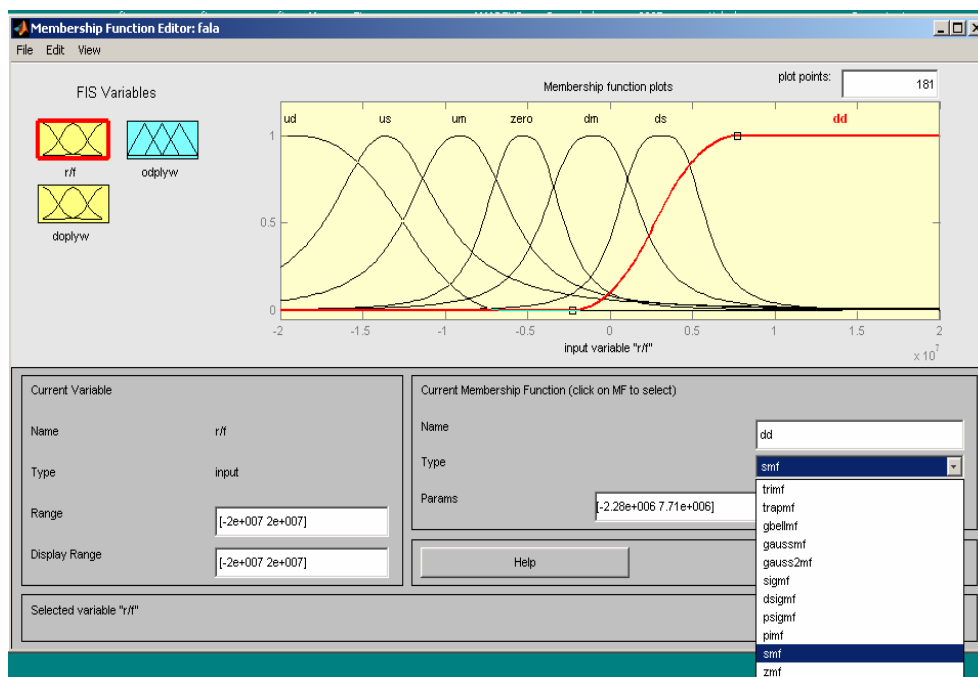 Membership Function Editor: fala
File Edit View
FIS Variables
r/f
odplyw
doplyw
Membership function plots
plot points:
181
ud us um zero dm ds dd
1
0.5
0
-2 -1.5 -1 -0.5 0 0.5 1 1.5 2
input variable "r/f"
x 10^7
Current Variable
Name r/f
Type input
Range [-2e+007 2e+007]
Display Range [-2e+007 2e+007]
Selected variable "r/f"
Current Membership Function (click on MF to select)
Name dd
Type smf
Params [-2.28e+006 7.71e+006]
Help
trimf
trapmf
gbellmf
gaussmf
gauss2mf
sigmf
dsigmf
psigmf
pimf
smf
zmf